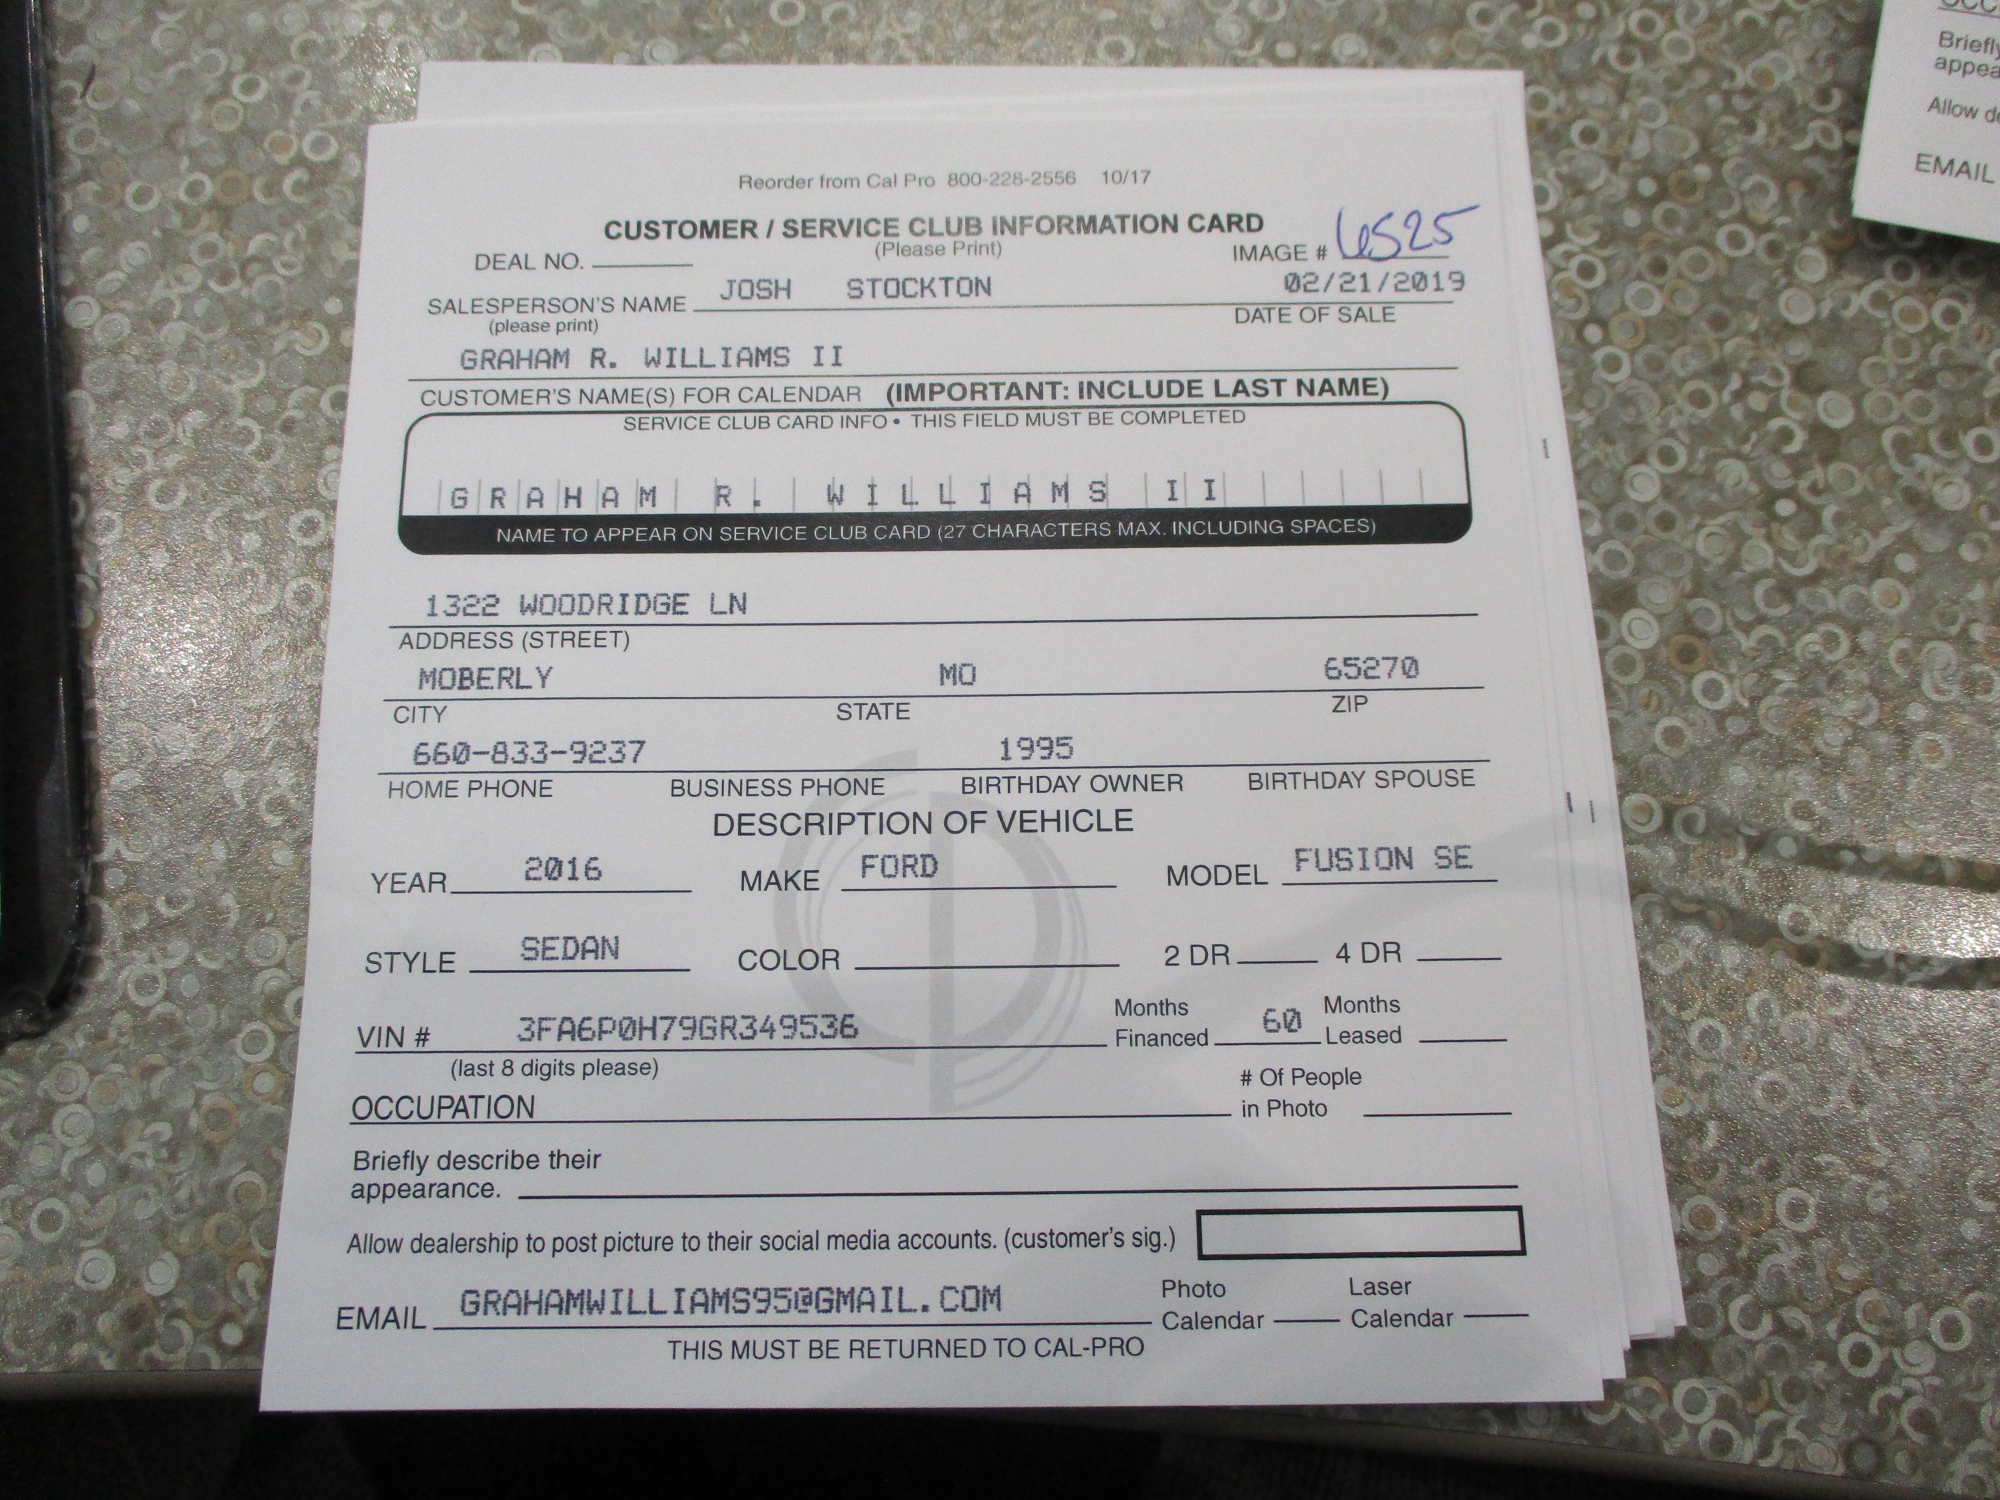 Reorder from Cal Pro 800-228-2556 10/17
CUSTOMER / SERVICE CLUB INFORMATION CARD
(Please Print)
DEAL NO.
IMAGE # 6525
SALESPERSON'S NAME JOSH STOCKTON 02/21/2019
(please print) DATE OF SALE
GRAHAM R. WILLIAMS II
CUSTOMER'S NAME(S) FOR CALENDAR (IMPORTANT: INCLUDE LAST NAME)
SERVICE CLUB CARD INFO • THIS FIELD MUST BE COMPLETED
GRAHAM R. WILLIAMS II
NAME TO APPEAR ON SERVICE CLUB CARD (27 CHARACTERS MAX. INCLUDING SPACES)
1322 WOODRIDGE LN
ADDRESS (STREET)
MOBERLY MO 65270
CITY STATE ZIP
660-833-9237 1995
HOME PHONE BUSINESS PHONE BIRTHDAY OWNER BIRTHDAY SPOUSE
DESCRIPTION OF VEHICLE
YEAR 2016 MAKE FORD MODEL FUSION SE
STYLE SEDAN COLOR 2 DR 4 DR
VIN # 3FA6P0H79GR349536 Months Financed 60 Months Leased
(last 8 digits please)
OCCUPATION # Of People in Photo
Briefly describe their
appearance.
Allow dealership to post picture to their social media accounts. (customer's sig.)
EMAIL GRAHAMWILLIAMS95@GMAIL.COM Photo Calendar Laser Calendar
THIS MUST BE RETURNED TO CAL-PRO
Briefly
appea
Allow de
EMAIL